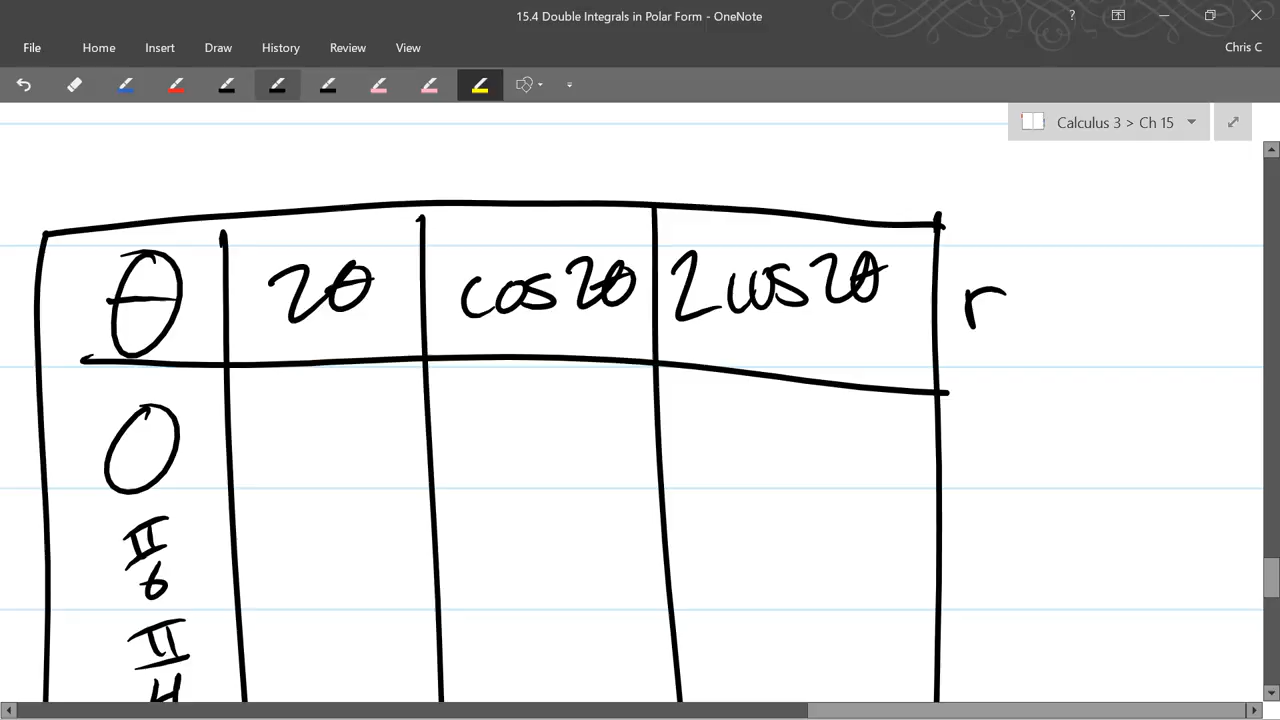 15.4 Double Integrals in Polar Form - OneNote
?
File Home Insert Draw History Review View Chris C
Calculus 3 > Ch 15
θ 2θ cos2θ 2cos2θ r
0
π
6
π
4